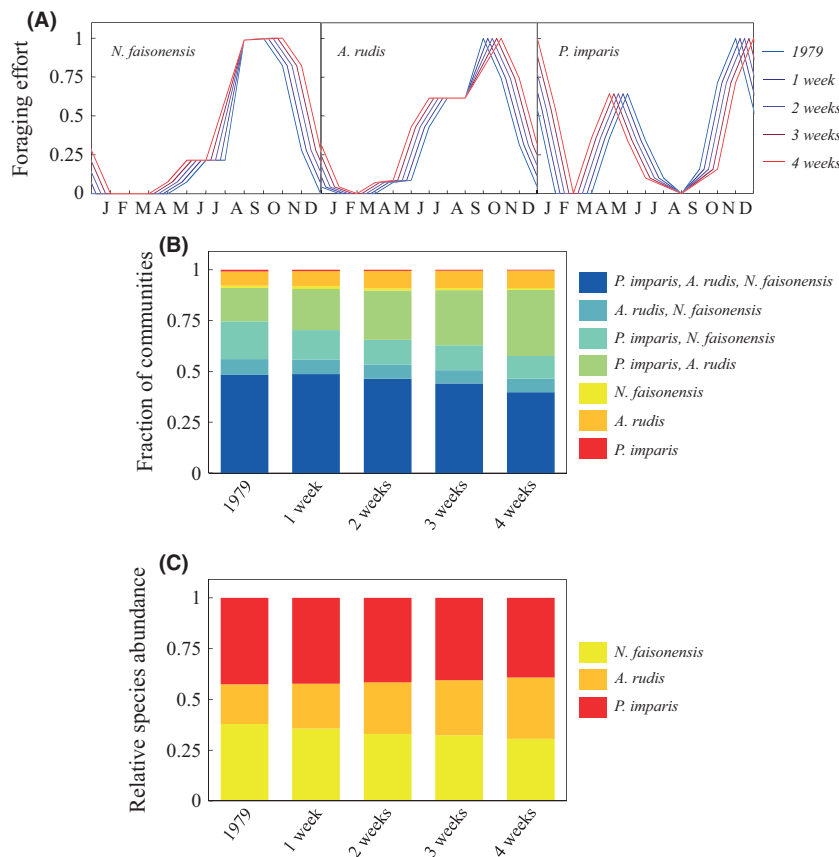 (A)
N. faisonensis
A. rudis
P. imparis
Foraging effort
1
0.75
0.5
0.25
0
J F M A M J J A S O N D
J F M A M J J A S O N D
J F M A M J J A S O N D
1979
1 week
2 weeks
3 weeks
4 weeks
(B)
Fraction of communities
1
0.75
0.5
0.25
0
1979
1 week
2 weeks
3 weeks
4 weeks
P. imparis, A. rudis, N. faisonensis
A. rudis, N. faisonensis
P. imparis, N. faisonensis
P. imparis, A. rudis
N. faisonensis
A. rudis
P. imparis
(C)
Relative species abundance
1
0.75
0.5
0.25
0
1979
1 week
2 weeks
3 weeks
4 weeks
N. faisonensis
A. rudis
P. imparis